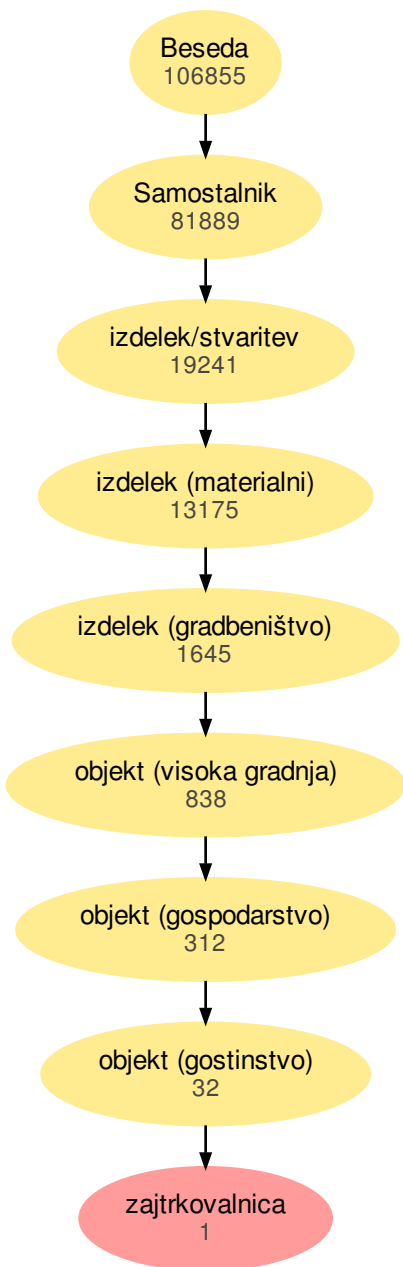 Beseda
106855
Samostalnik
81889
izdelek/stvaritev
19241
izdelek (materialni)
13175
izdelek (gradbeništvo)
1645
objekt (visoka gradnja)
838
objekt (gospodarstvo)
312
objekt (gostinstvo)
32
zajtrkovalnica
1